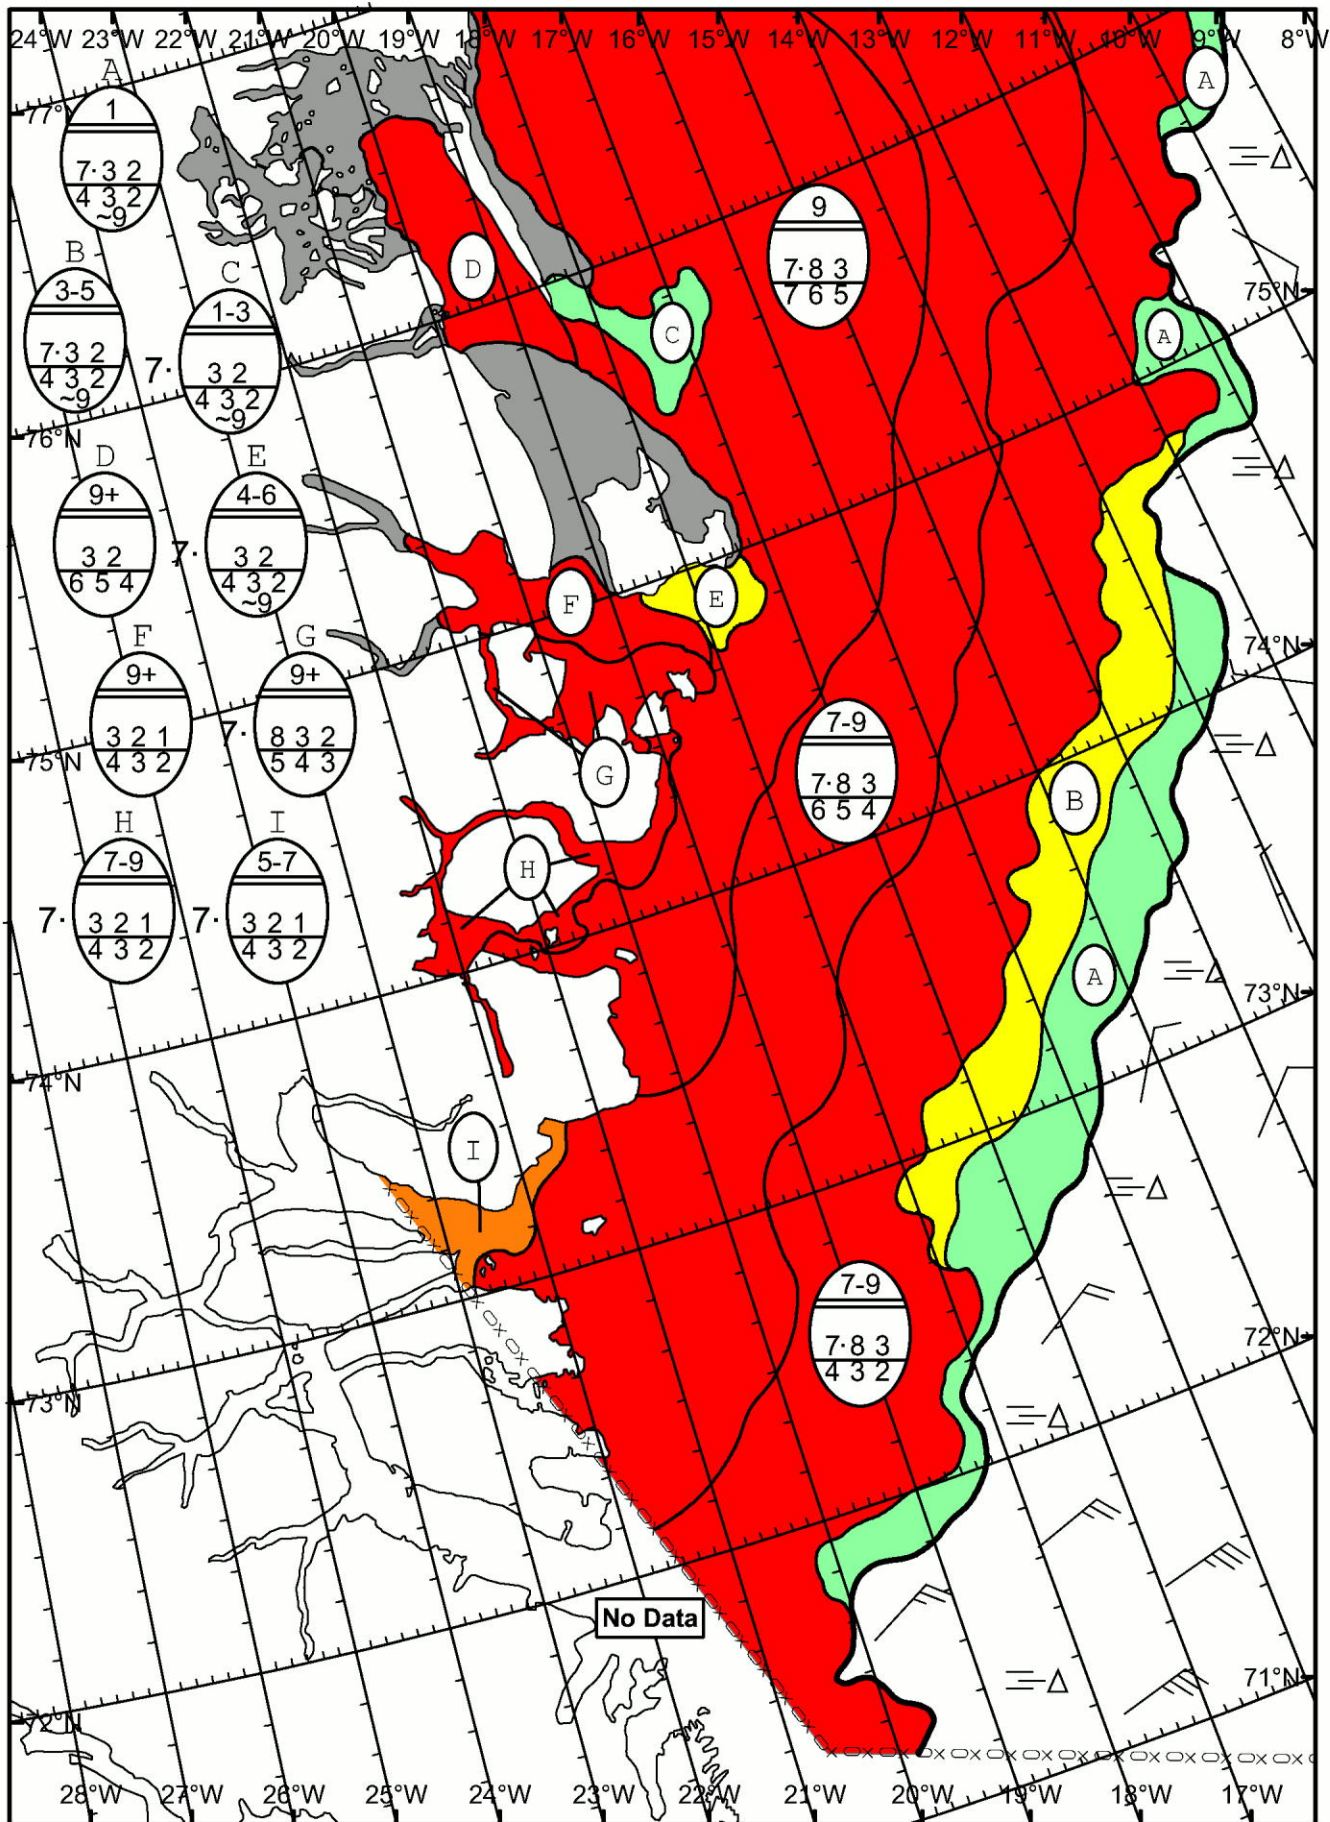 24°W 23°W 22°W 21°W 20°W 19°W 18°W 17°W 16°W 15°W 14°W 13°W 12°W 11°W 10°W 9°W 8°W
A
A
77°
1
7·3 2
4 3 2
~9
9
7·8 3
7 6 5
B
C
D
75°N
3-5
7·3 2
4 3 2
~9
1-3
7· 3 2
4 3 2
~9
C
A
76°N
D
E
9+
3 2
6 5 4
4-6
7· 3 2
4 3 2
~9
F
E
74°N
F
G
9+
3 2 1
4 3 2
9+
7· 8 3 2
5 4 3
7-9
7·8 3
6 5 4
75°N
G
B
H
I
7-9
7· 3 2 1
4 3 2
5-7
7· 3 2 1
4 3 2
H
A
73°N
74°N
I
7-9
7·8 3
4 3 2
72°N
73°N
No Data
71°N
72°N
28°W 27°W 26°W 25°W 24°W 23°W 22°W 21°W 20°W 19°W 18°W 17°W